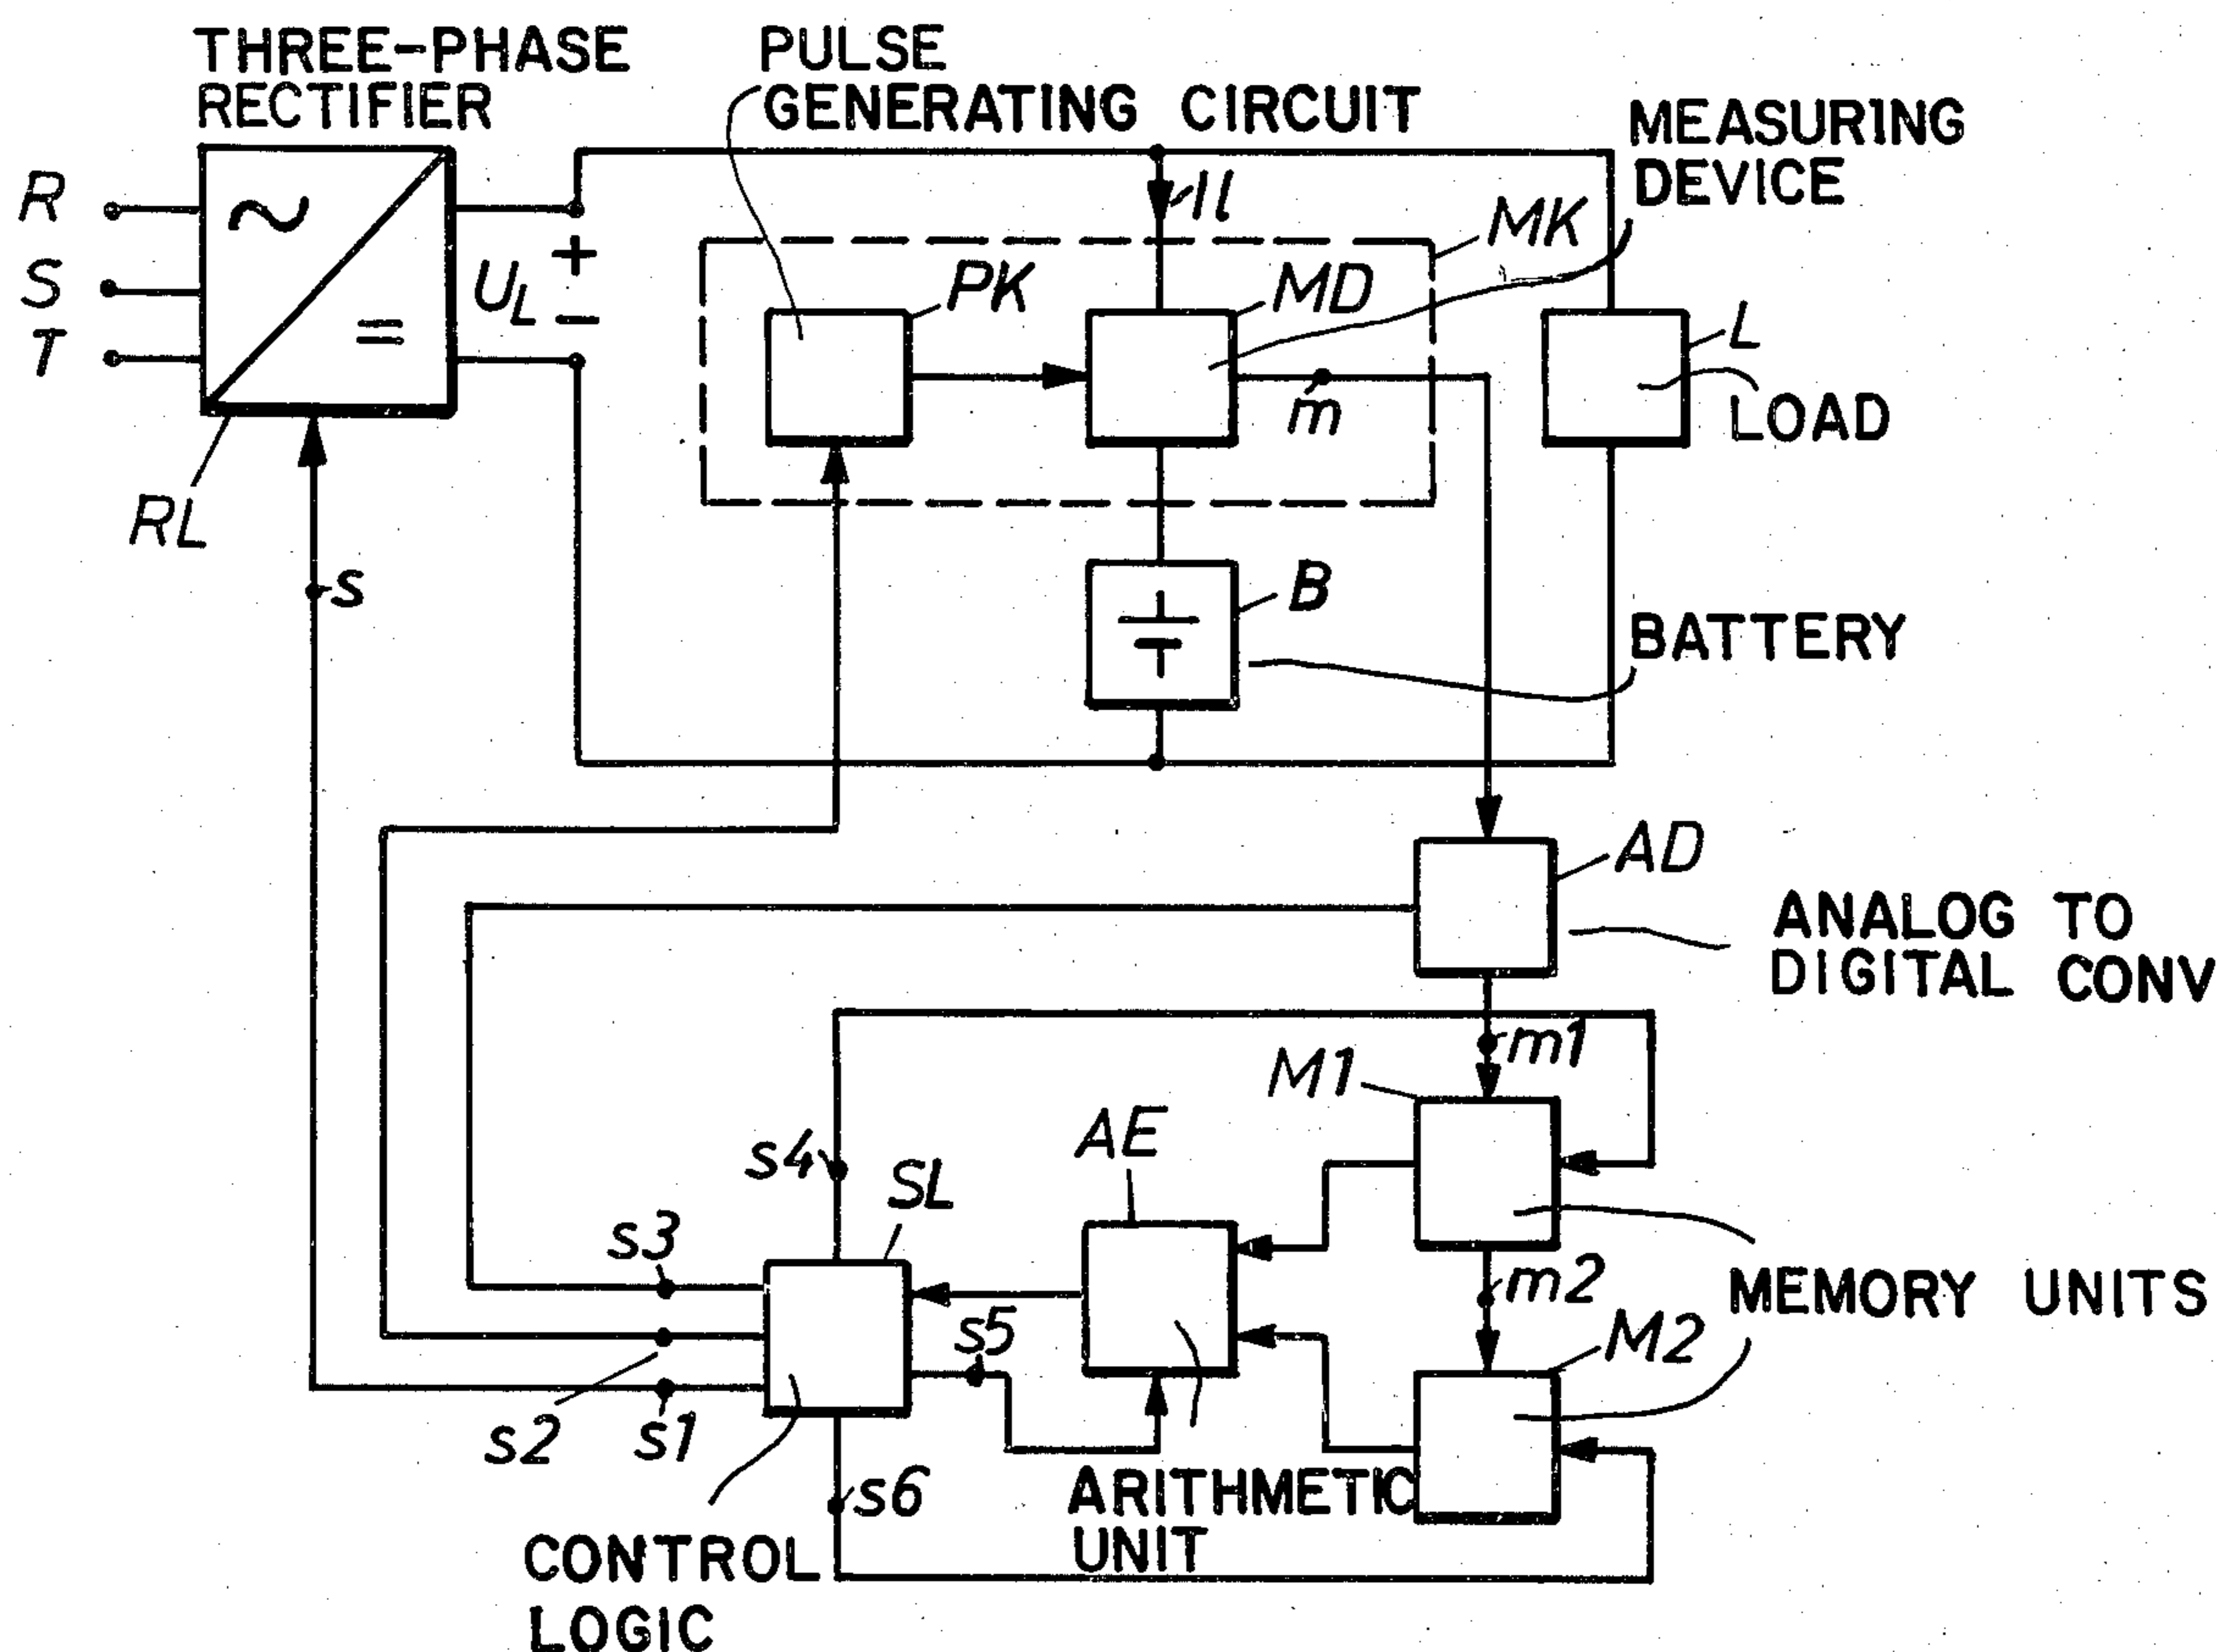 THREE-PHASE
RECTIFIER
PULSE
GENERATING CIRCUIT
MEASURING
DEVICE
R
S
T
~
=
UL
+
−
Il
MK
PK
MD
m
L
LOAD
RL
s
B
BATTERY
AD
ANALOG TO
DIGITAL CONV
m1
M1
AE
s4
SL
s3
s5
m2
MEMORY UNITS
M2
s2
s1
s6
ARITHMETIC
UNIT
CONTROL
LOGIC